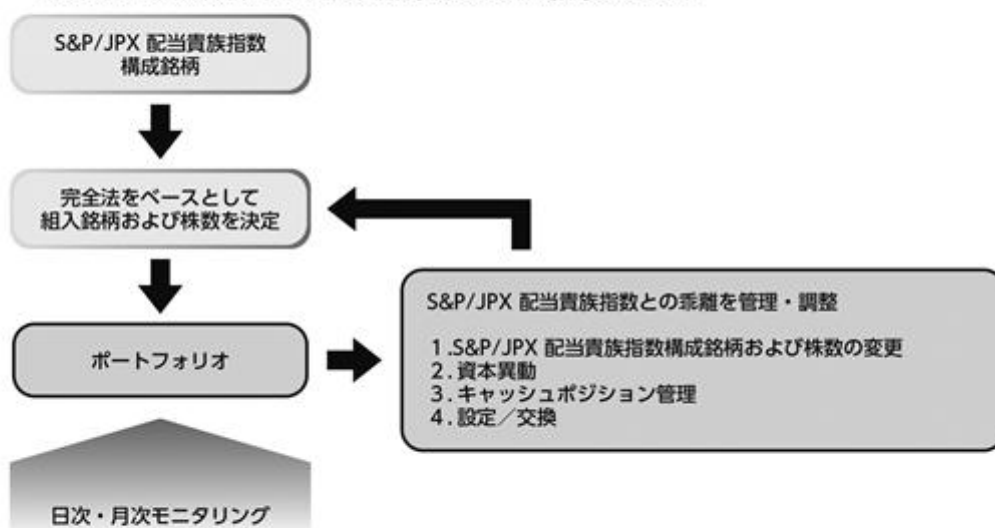 S&P/JPX 配当貴族指数
構成銘柄
完全法をベースとして
組入銘柄および株数を決定
S&P/JPX 配当貴族指数との乖離を管理・調整
1.S&P/JPX 配当貴族指数構成銘柄および株数の変更
2.資本異動
3.キャッシュポジション管理
4.設定／交換
ポートフォリオ
日次・月次モニタリング